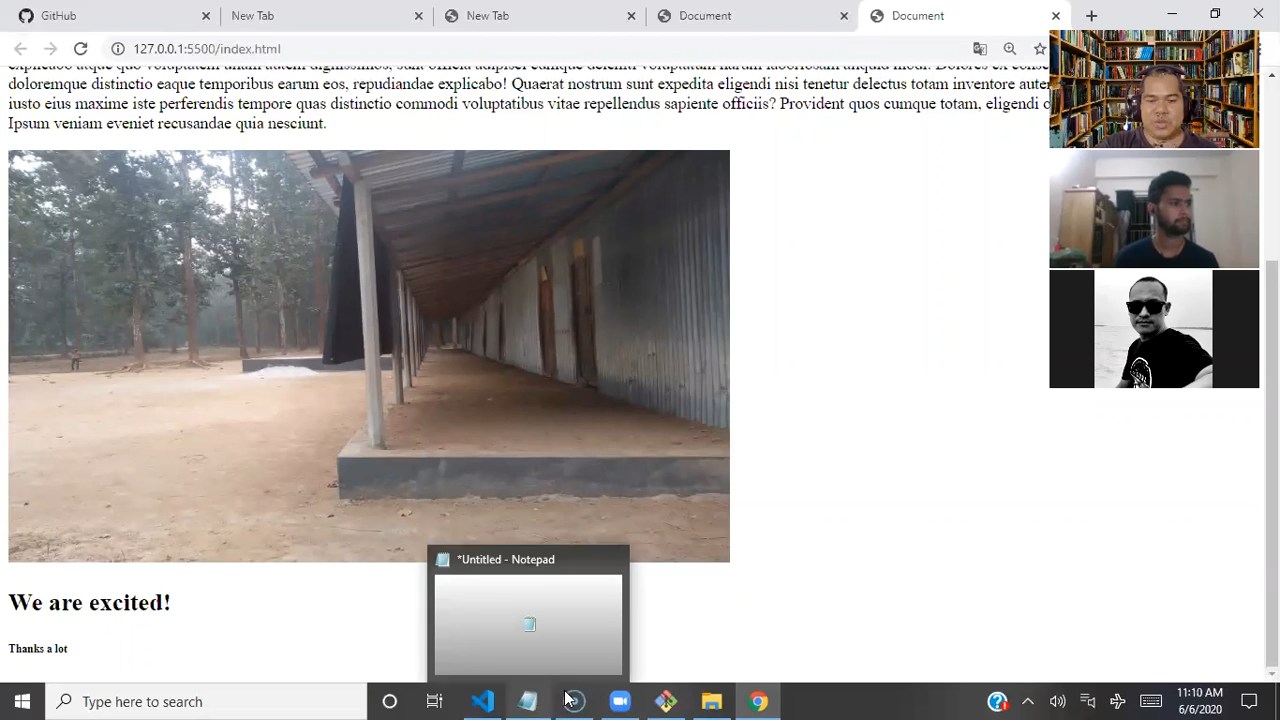 GitHub
New Tab
New Tab
Document
Document
127.0.0.1:5500/index.html
doloremque distinctio eaque temporibus earum eos, repudiandae explicabo! Quaerat nostrum sunt expedita eligendi nisi tenetur delectus totam inventore
iusto eius maxime iste perferendis tempore quas distinctio commodi voluptatibus vitae repellendus sapiente officiis? Provident quos cumque totam, eligendi
Ipsum veniam eveniet recusandae quia nesciunt.
*Untitled - Notepad
We are excited!
Thanks a lot
Type here to search
11:10 AM
6/6/2020